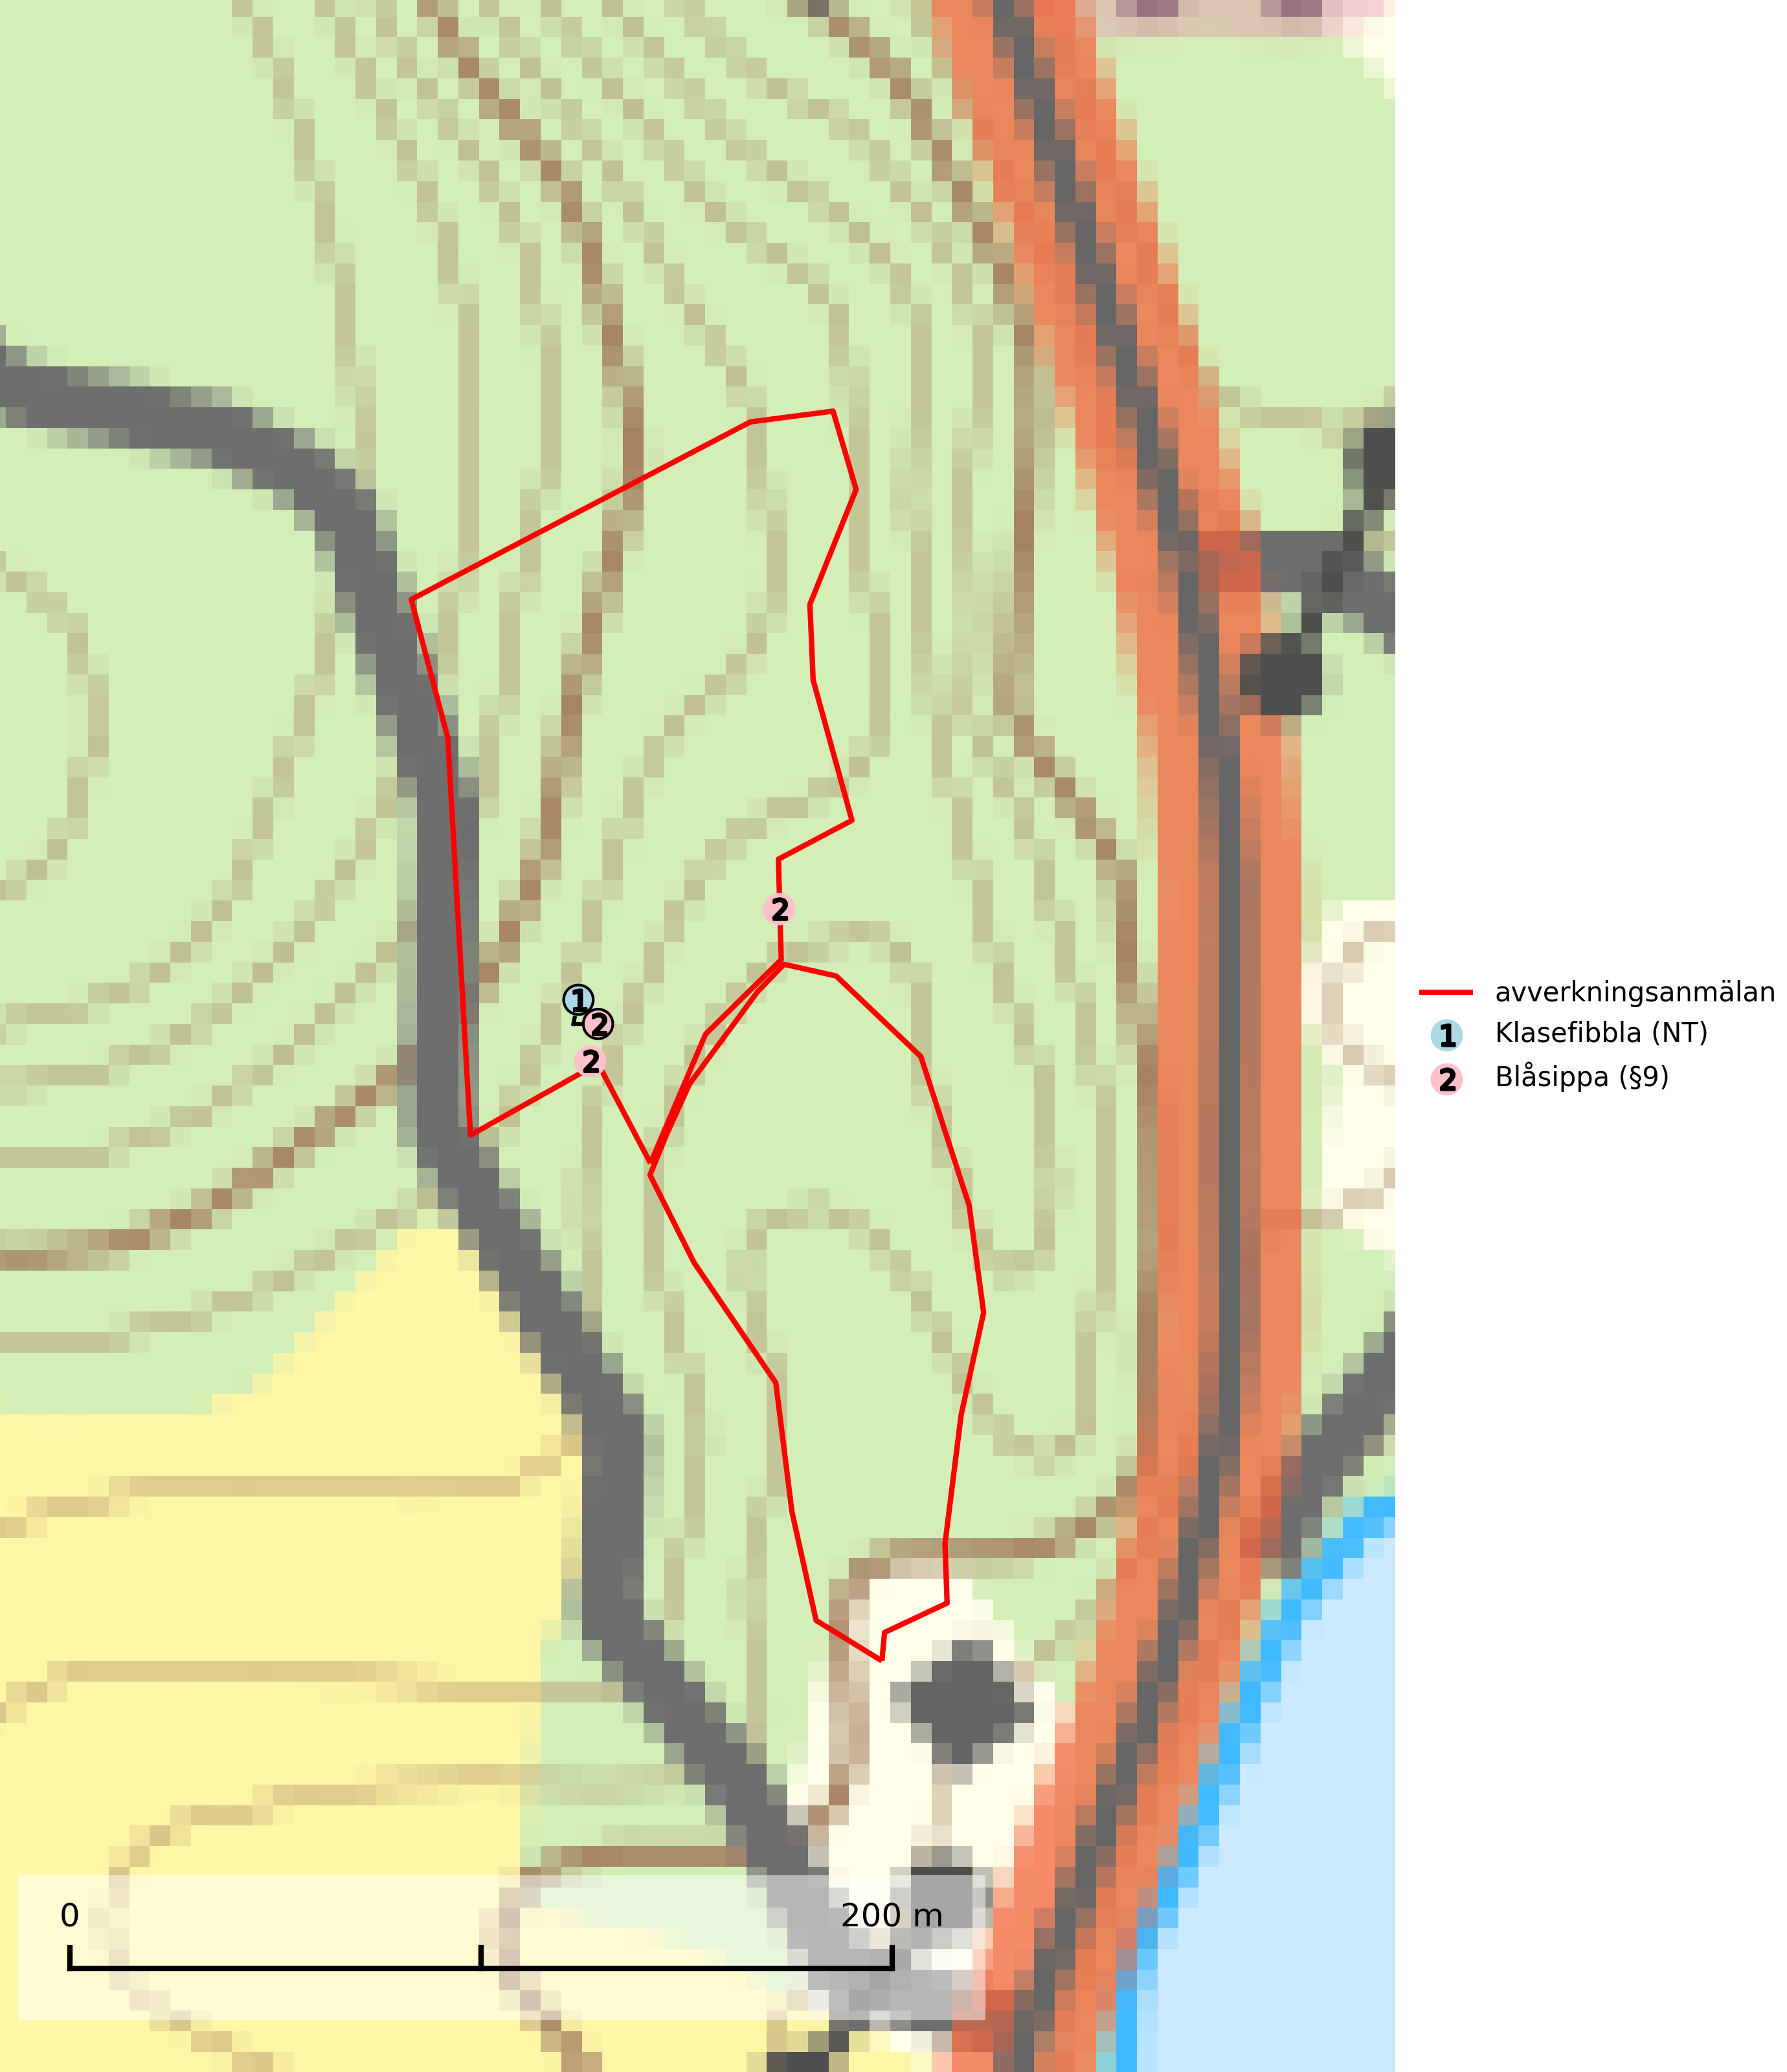 2
1
2
2
avverkningsanmälan
1 Klasefibbla (NT)
2 Blåsippa (§9)
0 200 m